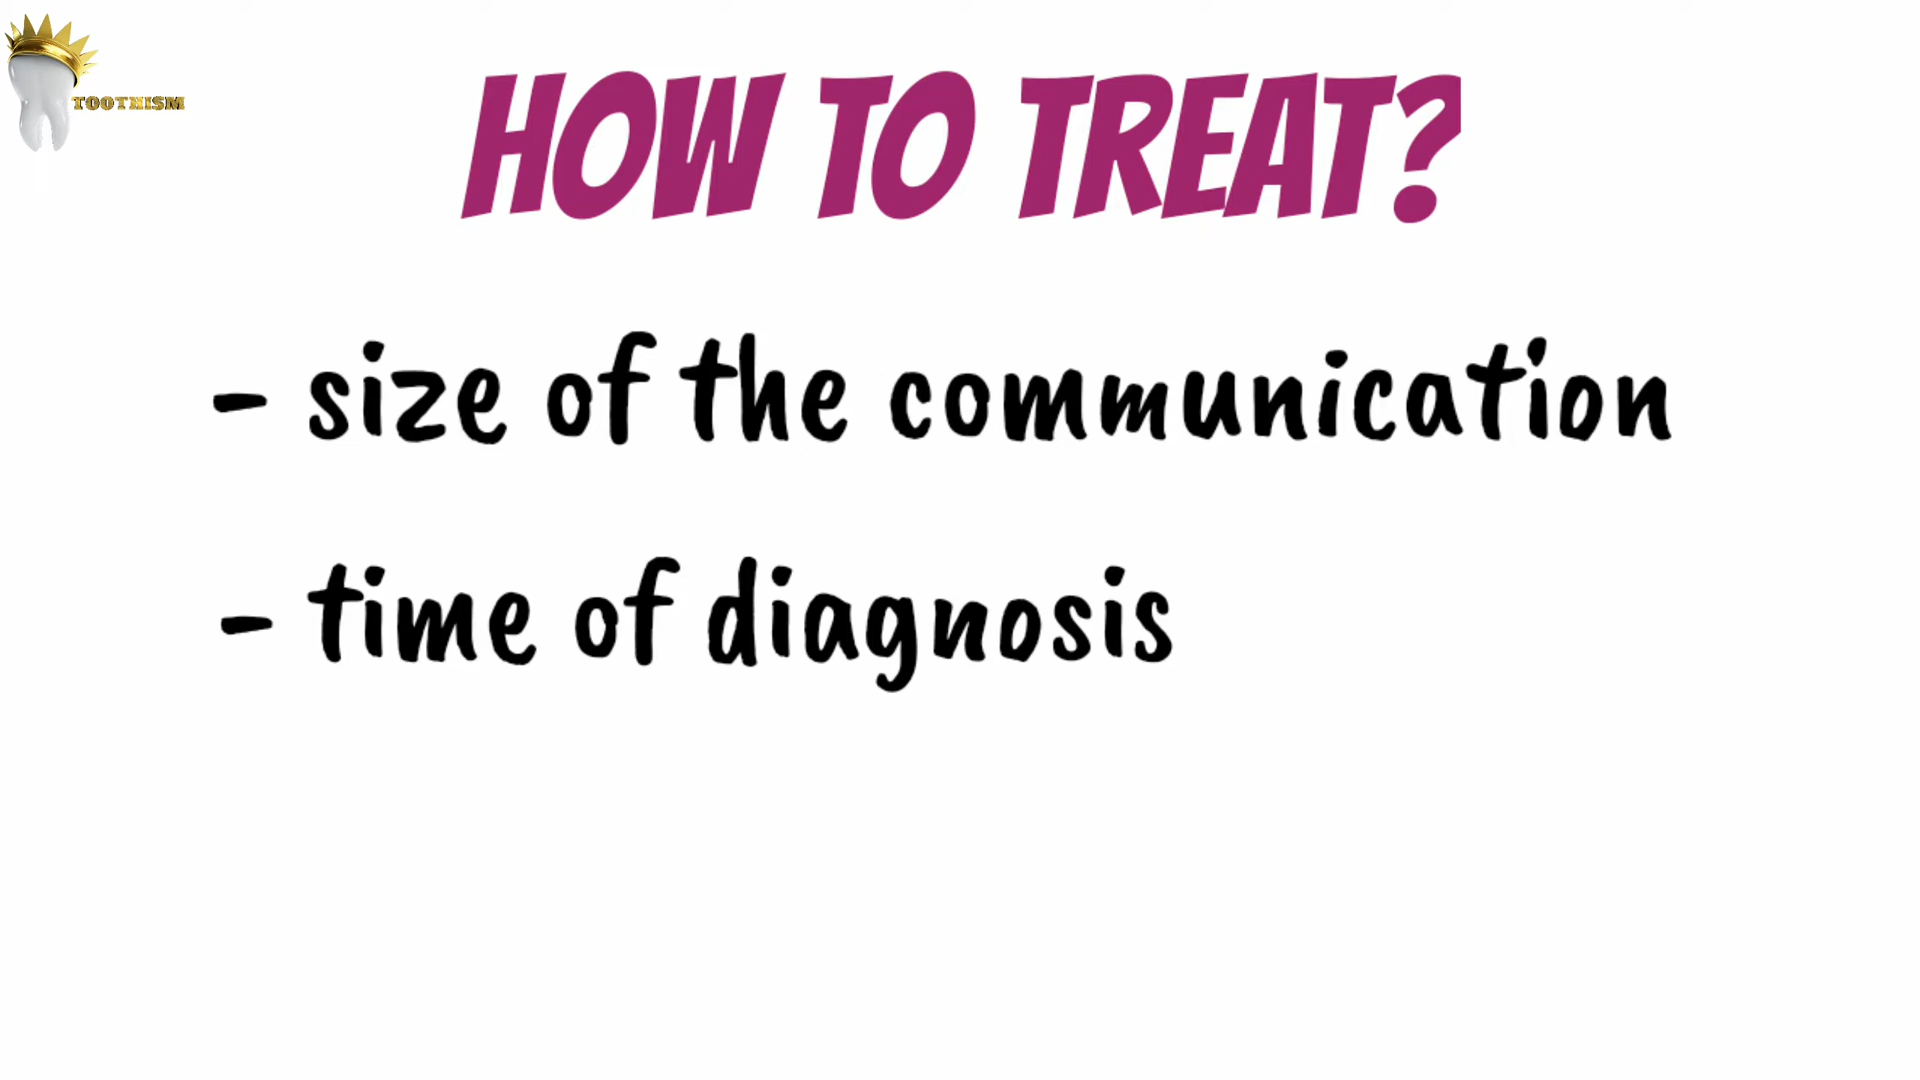 TOOTHISM
HOW TO TREAT?
- size of the communication
- time of diagnosis